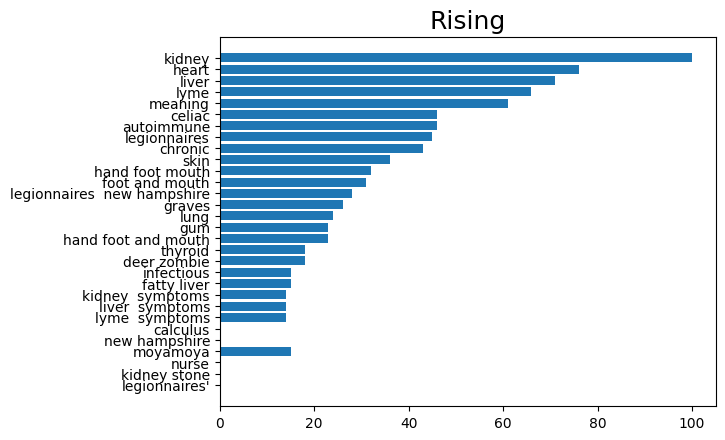 Rising
kidney
heart
liver
lyme
meaning
celiac
autoimmune
legionnaires
chronic
skin
hand foot mouth
foot and mouth
legionnaires  new hampshire
graves
lung
gum
hand foot and mouth
thyroid
deer zombie
infectious
fatty liver
kidney  symptoms
liver  symptoms
lyme  symptoms
calculus
new hampshire
moyamoya
nurse
kidney stone
legionnaires'
0 20 40 60 80 100